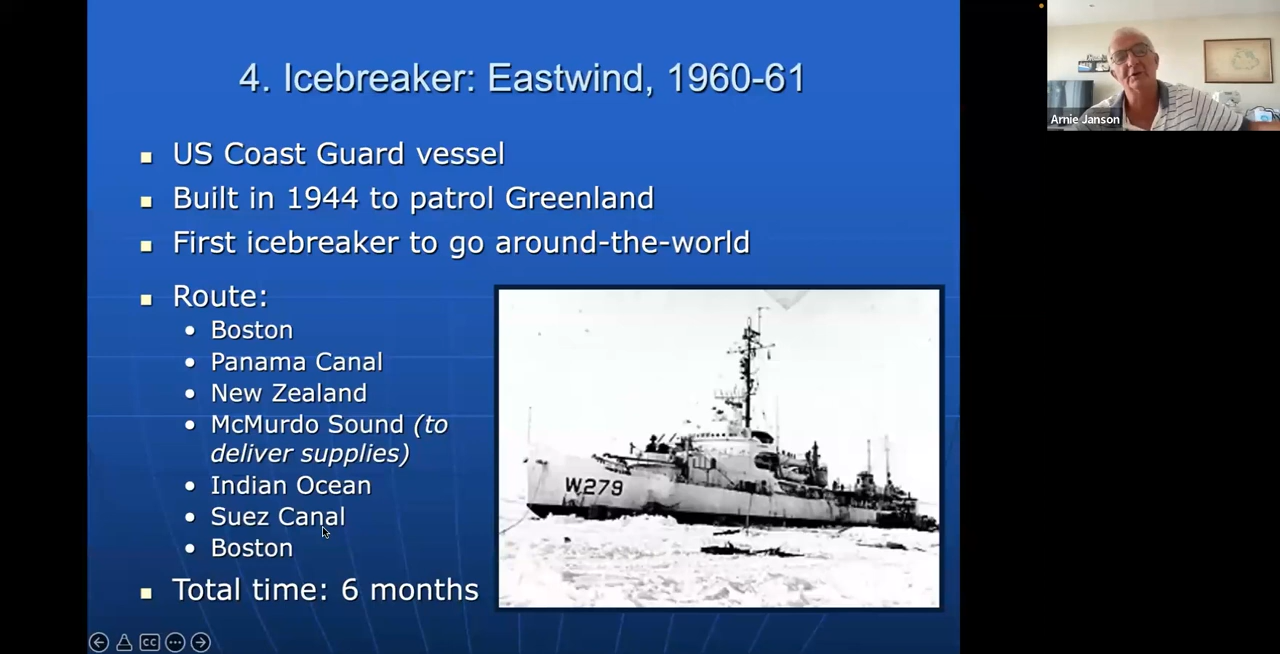 4. Icebreaker: Eastwind, 1960-61
US Coast Guard vessel
Built in 1944 to patrol Greenland
First icebreaker to go around-the-world
Route:
Boston
Panama Canal
New Zealand
McMurdo Sound (to
deliver supplies)
Indian Ocean
Suez Canal
Boston
Total time: 6 months
W279
CC
Arnie Janson